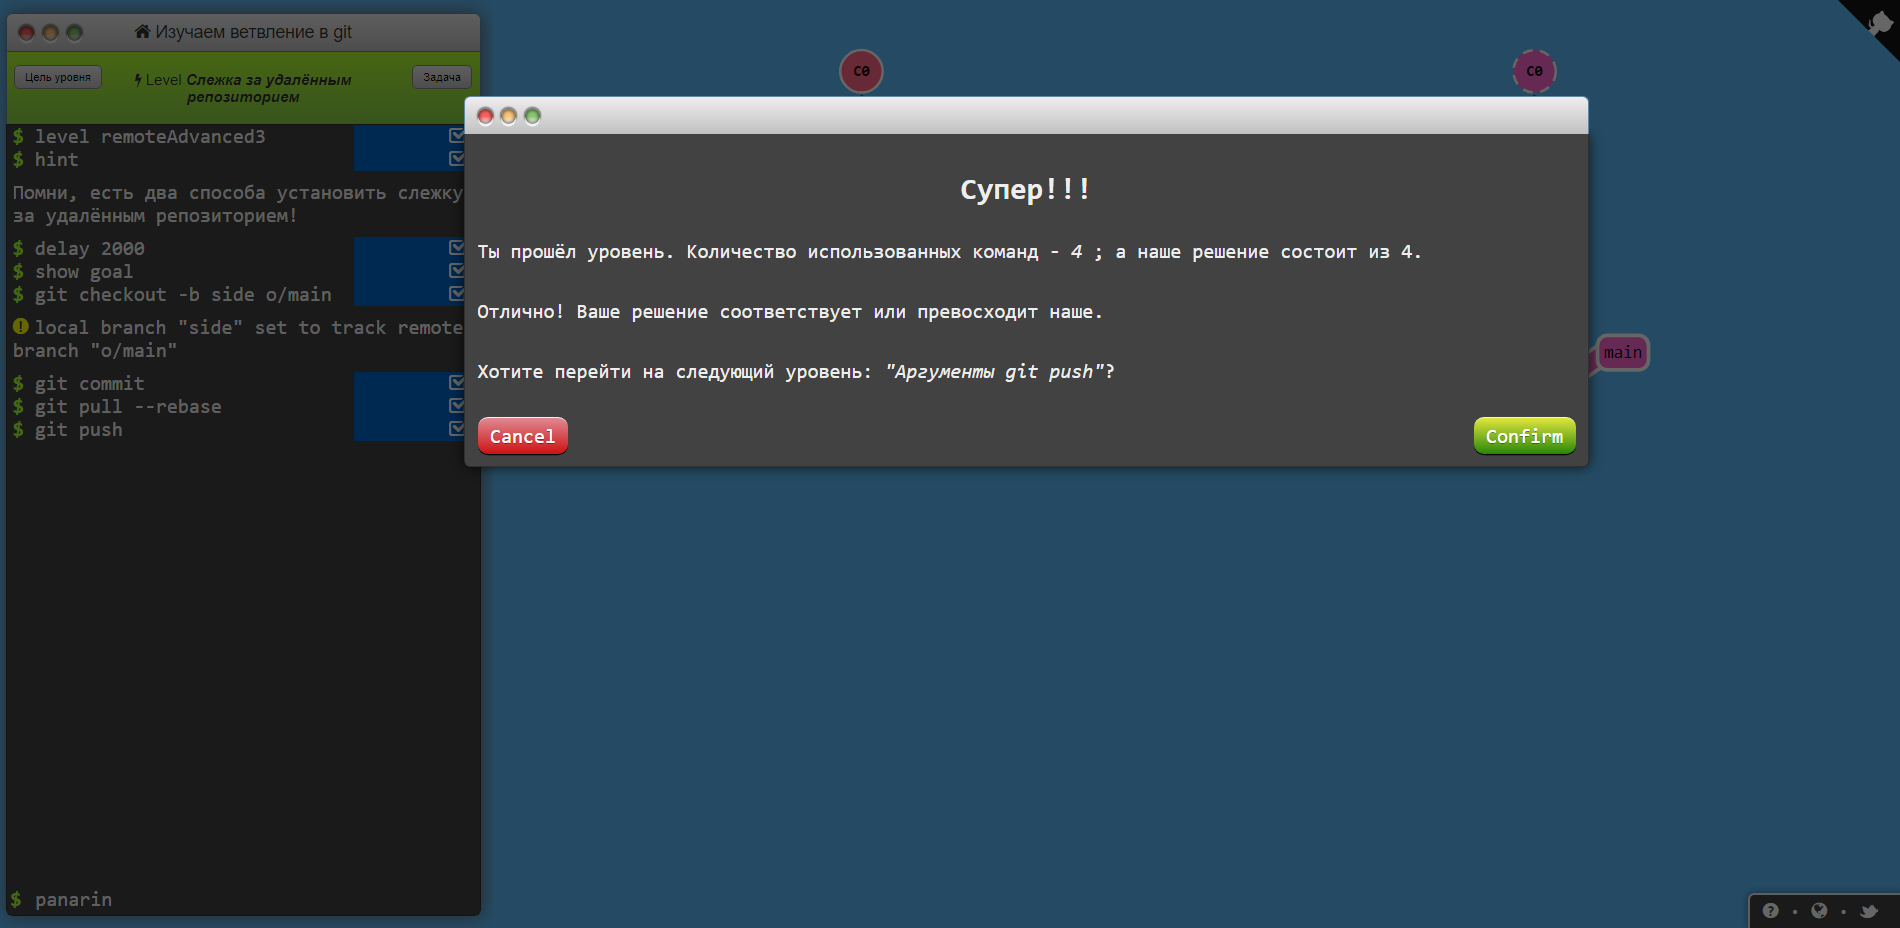 Изучаем ветвление в git
Цель уровня
Level Слежка за удалённым
репозиторием
Задача
$ level remoteAdvanced3
$ hint
Помни, есть два способа установить слежку
за удалённым репозиторием!
$ delay 2000
$ show goal
$ git checkout -b side o/main
local branch "side" set to track remote
branch "o/main"
$ git commit
$ git pull --rebase
$ git push
$ panarin
C0
C0
Супер!!!
Ты прошёл уровень. Количество использованных команд - 4 ; а наше решение состоит из 4.
Отлично! Ваше решение соответствует или превосходит наше.
Хотите перейти на следующий уровень: "Аргументы git push"?
Cancel
Confirm
main